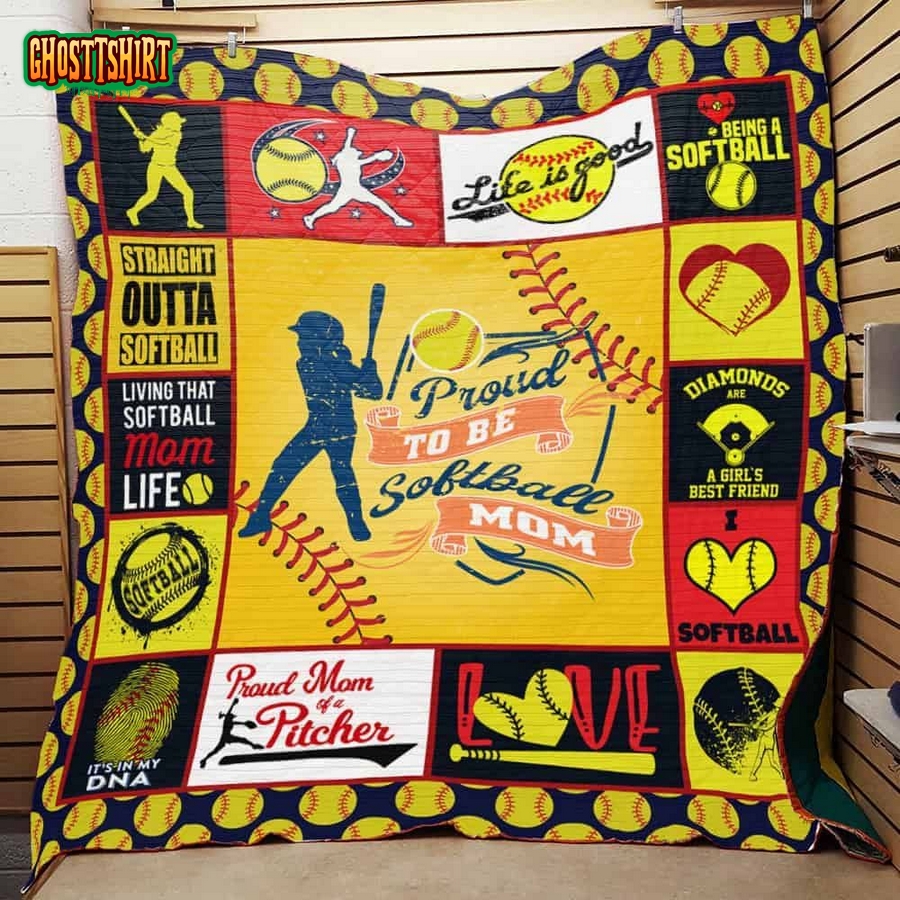 GHOSTTSHIRT
Life is good
BEING A
SOFTBALL
STRAIGHT
OUTTA
SOFTBALL
Proud
TO BE
Softball
MOM
LIVING THAT
SOFTBALL
Mom
LIFE
DIAMONDS
ARE
A GIRL'S
BEST FRIEND
SOFTBALL
I
SOFTBALL
IT'S IN MY
DNA
Proud Mom
of a
Pitcher
L VE